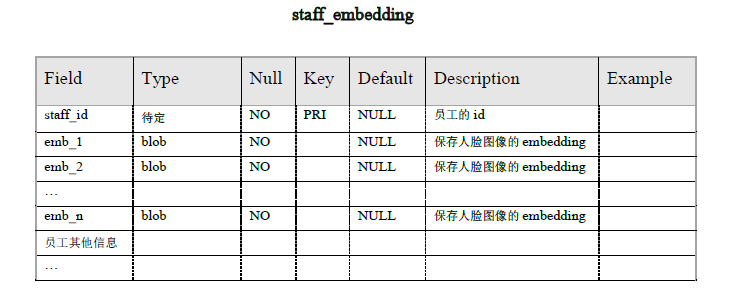 staff_embedding
Field Type Null Key Default Description Example
staff_id 待定 NO PRI NULL 员工的 id
emb_1 blob NO NULL 保存人脸图像的 embedding
emb_2 blob NO NULL 保存人脸图像的 embedding
…
emb_n blob NO NULL 保存人脸图像的 embedding
员工其他信息
…